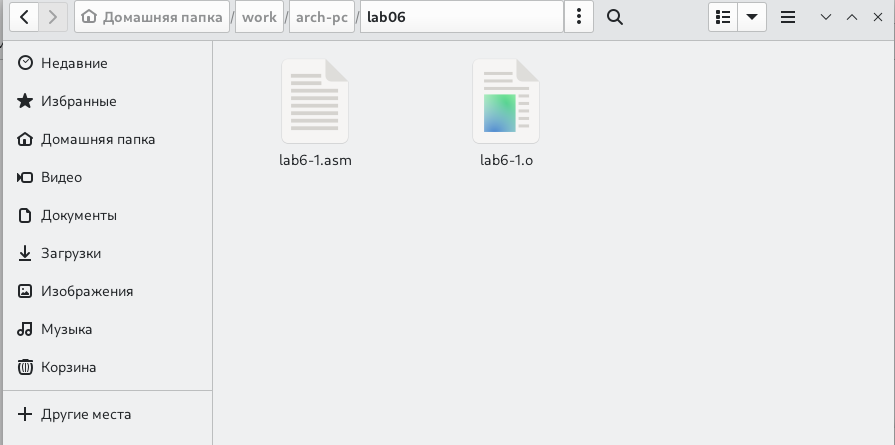 Домашняя папка / work / arch-pc / lab06
Недавние
Избранные
Домашняя папка
Видео
Документы
Загрузки
Изображения
Музыка
Корзина
Другие места
lab6-1.asm
lab6-1.o